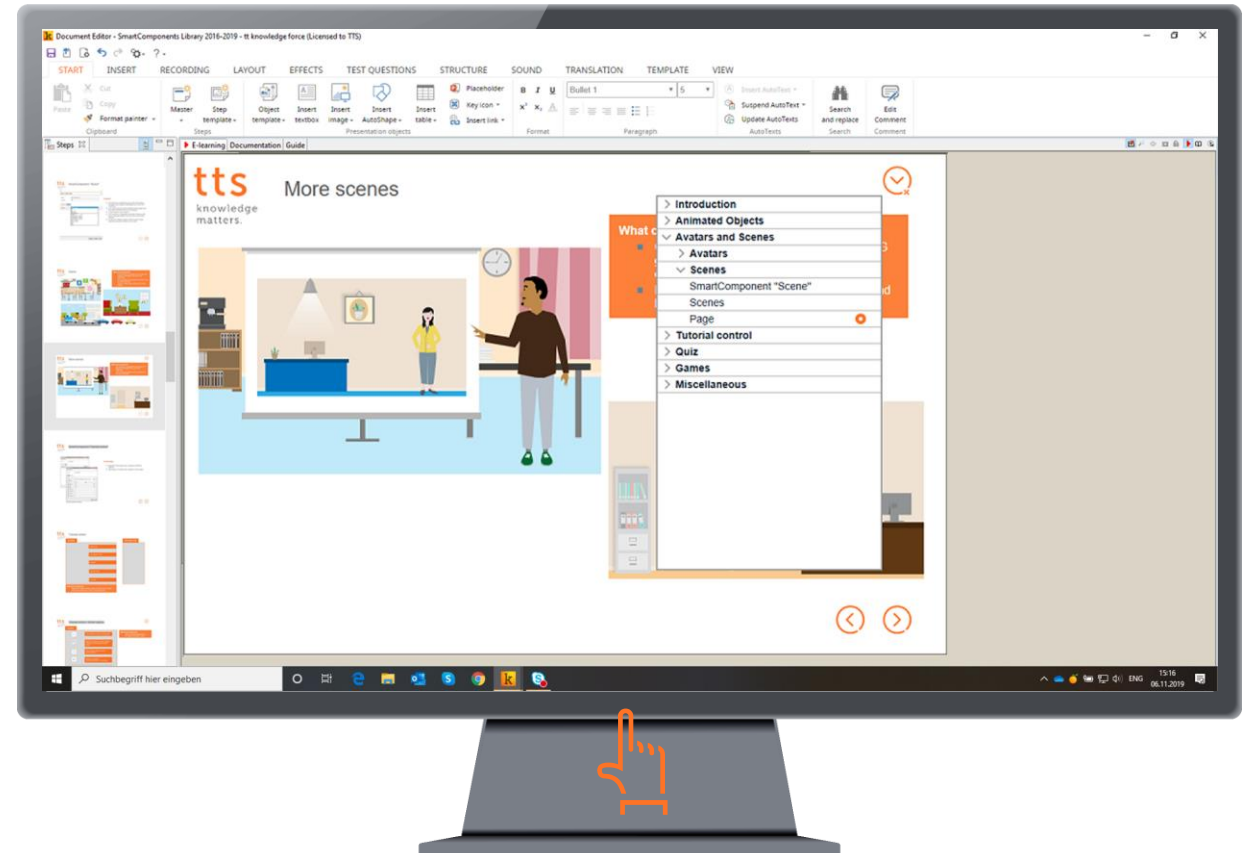 Document Editor - SmartComponents Library 2016-2019 - tt knowledge force (Licensed to TTS)
START INSERT RECORDING LAYOUT EFFECTS TEST QUESTIONS STRUCTURE SOUND TRANSLATION TEMPLATE VIEW
Paste
Cut
Copy
Format painter
Clipboard
Master
Step template
Steps
Object template
Insert textbox
Insert image
Insert AutoShape
Insert table
Placeholder
Key icon
Insert link
Presentation objects
B I U
Format
Bullet 1 5
Paragraph
Insert AutoText
Suspend AutoText
Update AutoTexts
AutoTexts
Search and replace
Search
Edit Comment
Comment
Steps
E-learning Documentation Guide
tts
knowledge
matters.
More scenes
What c
Introduction
Animated Objects
Avatars and Scenes
Avatars
Scenes
SmartComponent "Scene"
Scenes
Page
Tutorial control
Quiz
Games
Miscellaneous
Suchbegriff hier eingeben
ENG
15:16
06.11.2019